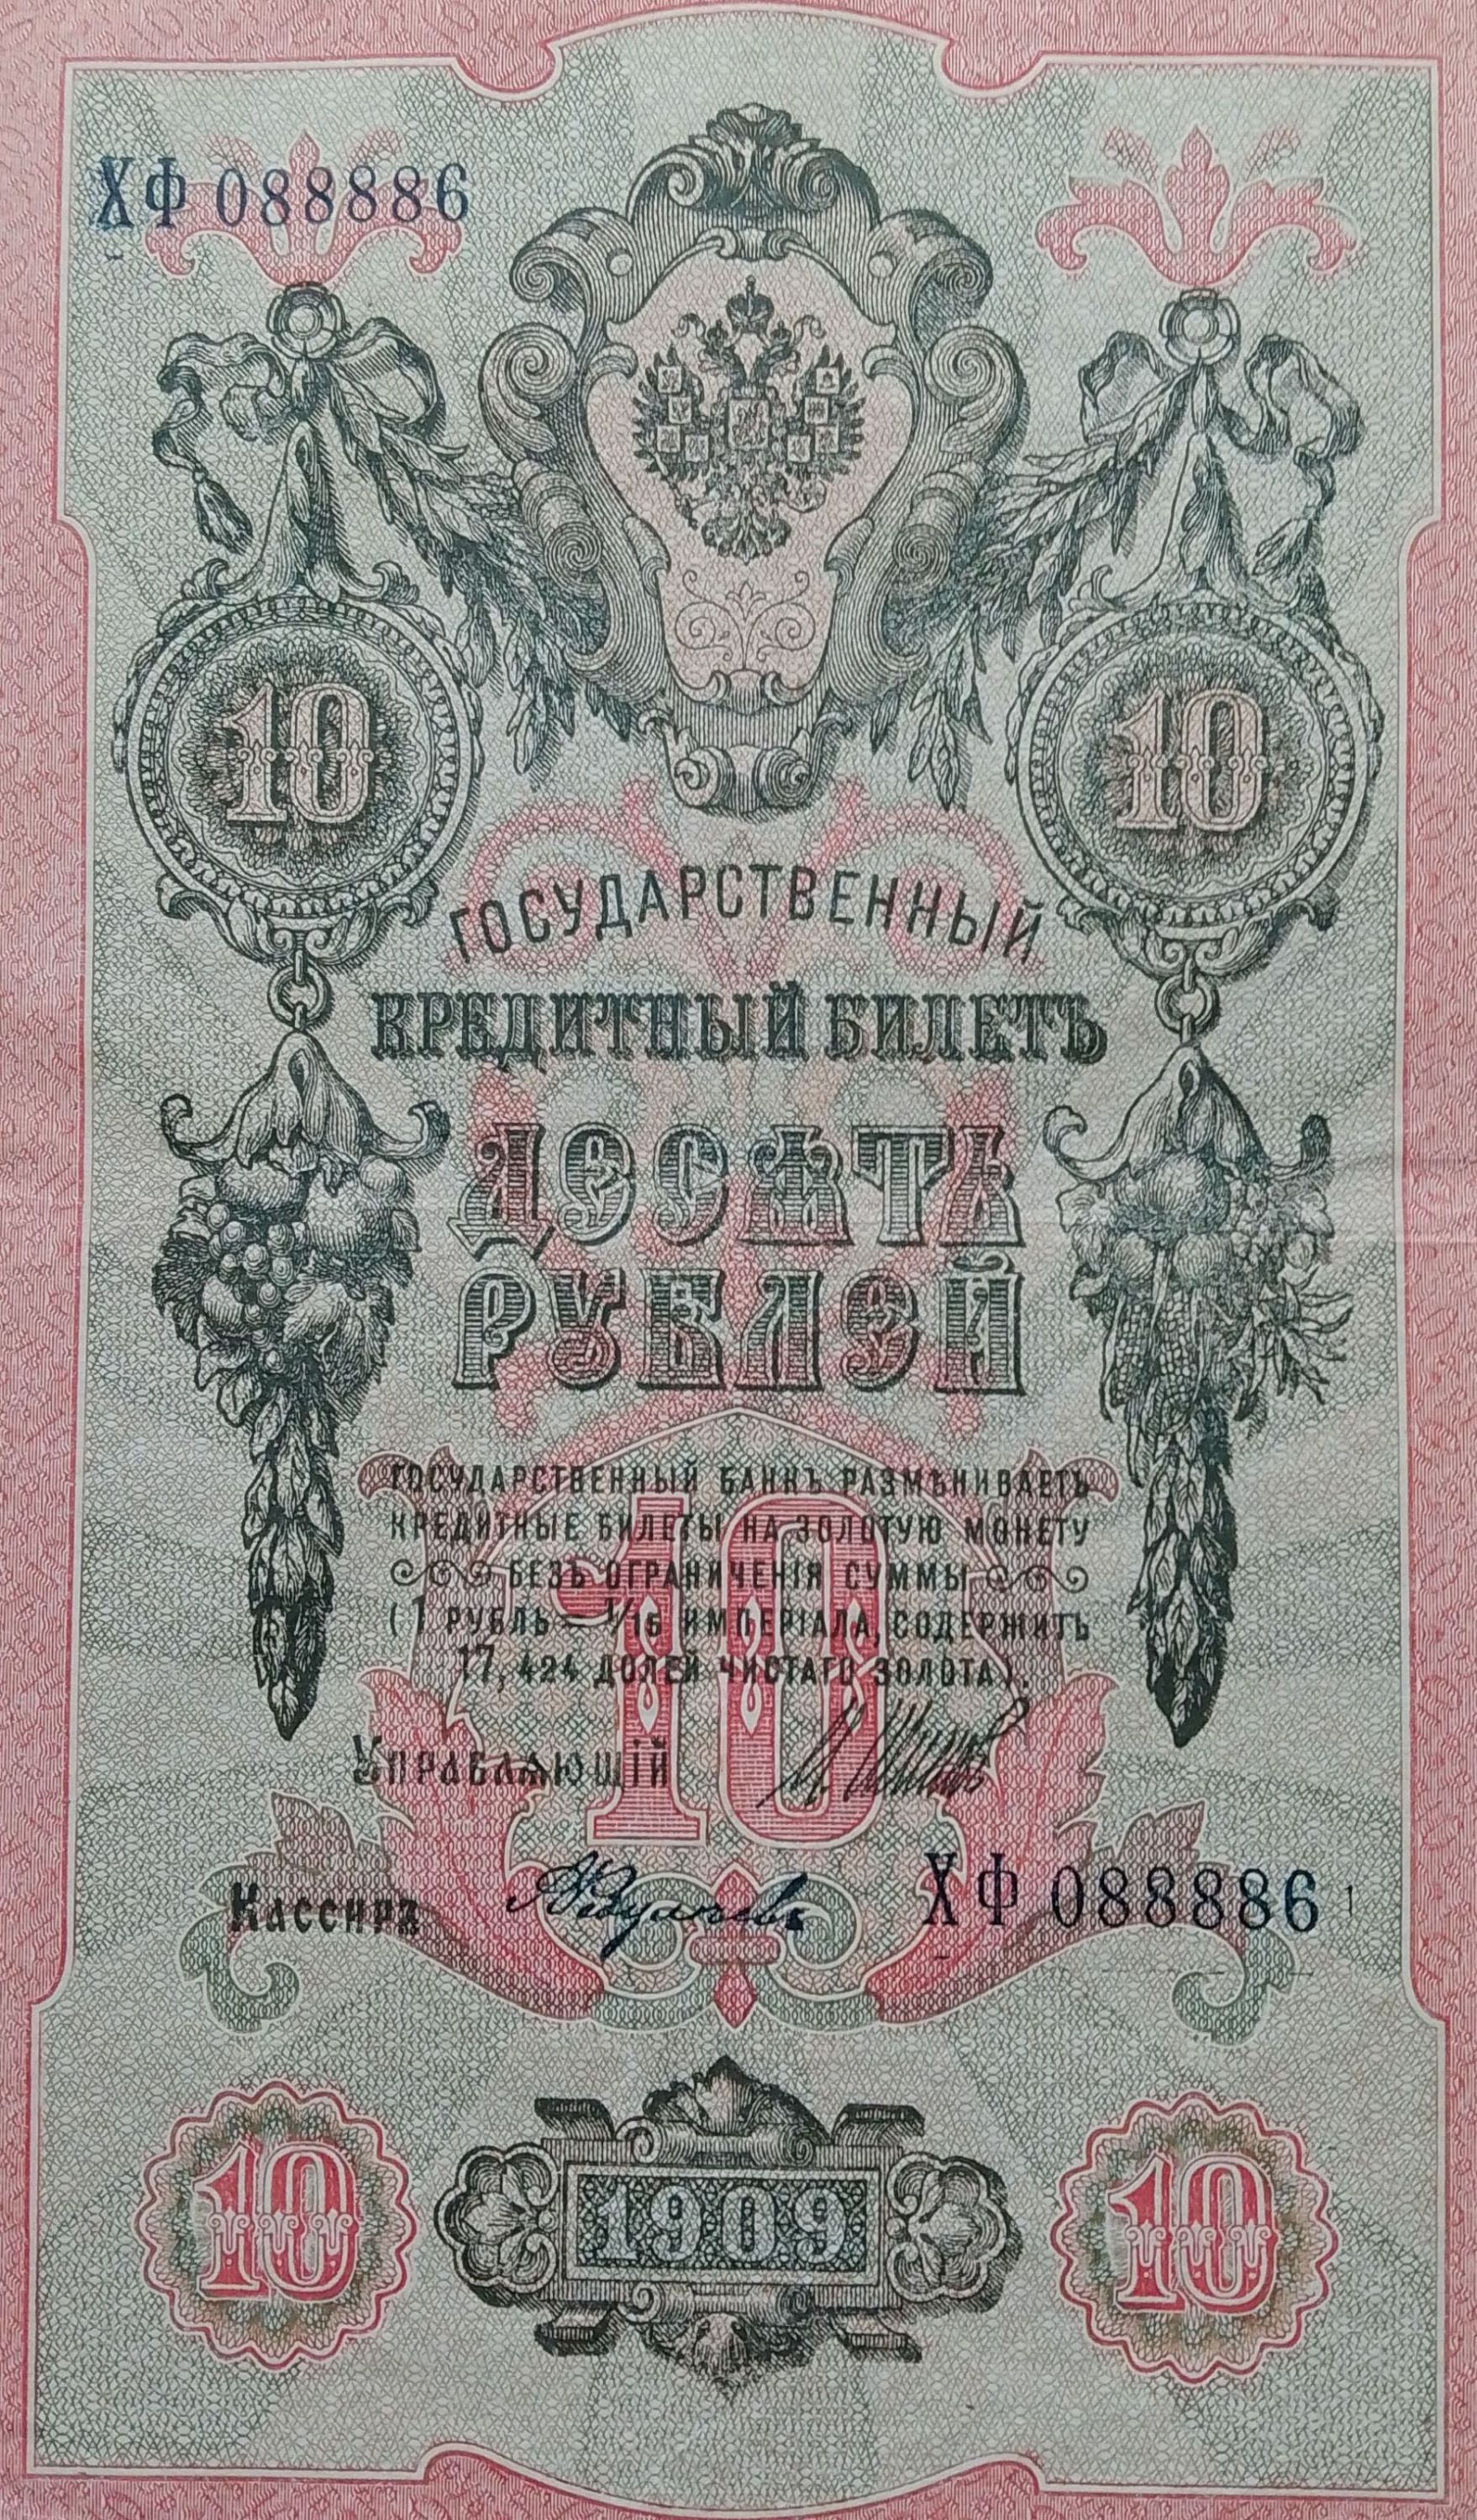 ХФ 088886
10 10
ГОСУДАРСТВЕННЫЙ
КРЕДИТНЫЙ БИЛЕТЪ
ДЕСЯТЬ
РУБЛЕЙ
10
ГОСУДАРСТВЕННЫЙ БАНКЪ РАЗМѢНИВАЕТЪ
КРЕДИТНЫЕ БИЛЕТЫ НА ЗОЛОТУЮ МОНЕТУ
БЕЗЪ ОГРАНИЧЕНІЯ СУММЫ
(1 РУБЛЬ = 1/15 ИМПЕРІАЛА, СОДЕРЖИТЪ
17,424 ДОЛЕЙ ЧИСТАГО ЗОЛОТА).
Управляющій
Кассиръ
ХФ 088886
10 1909 10